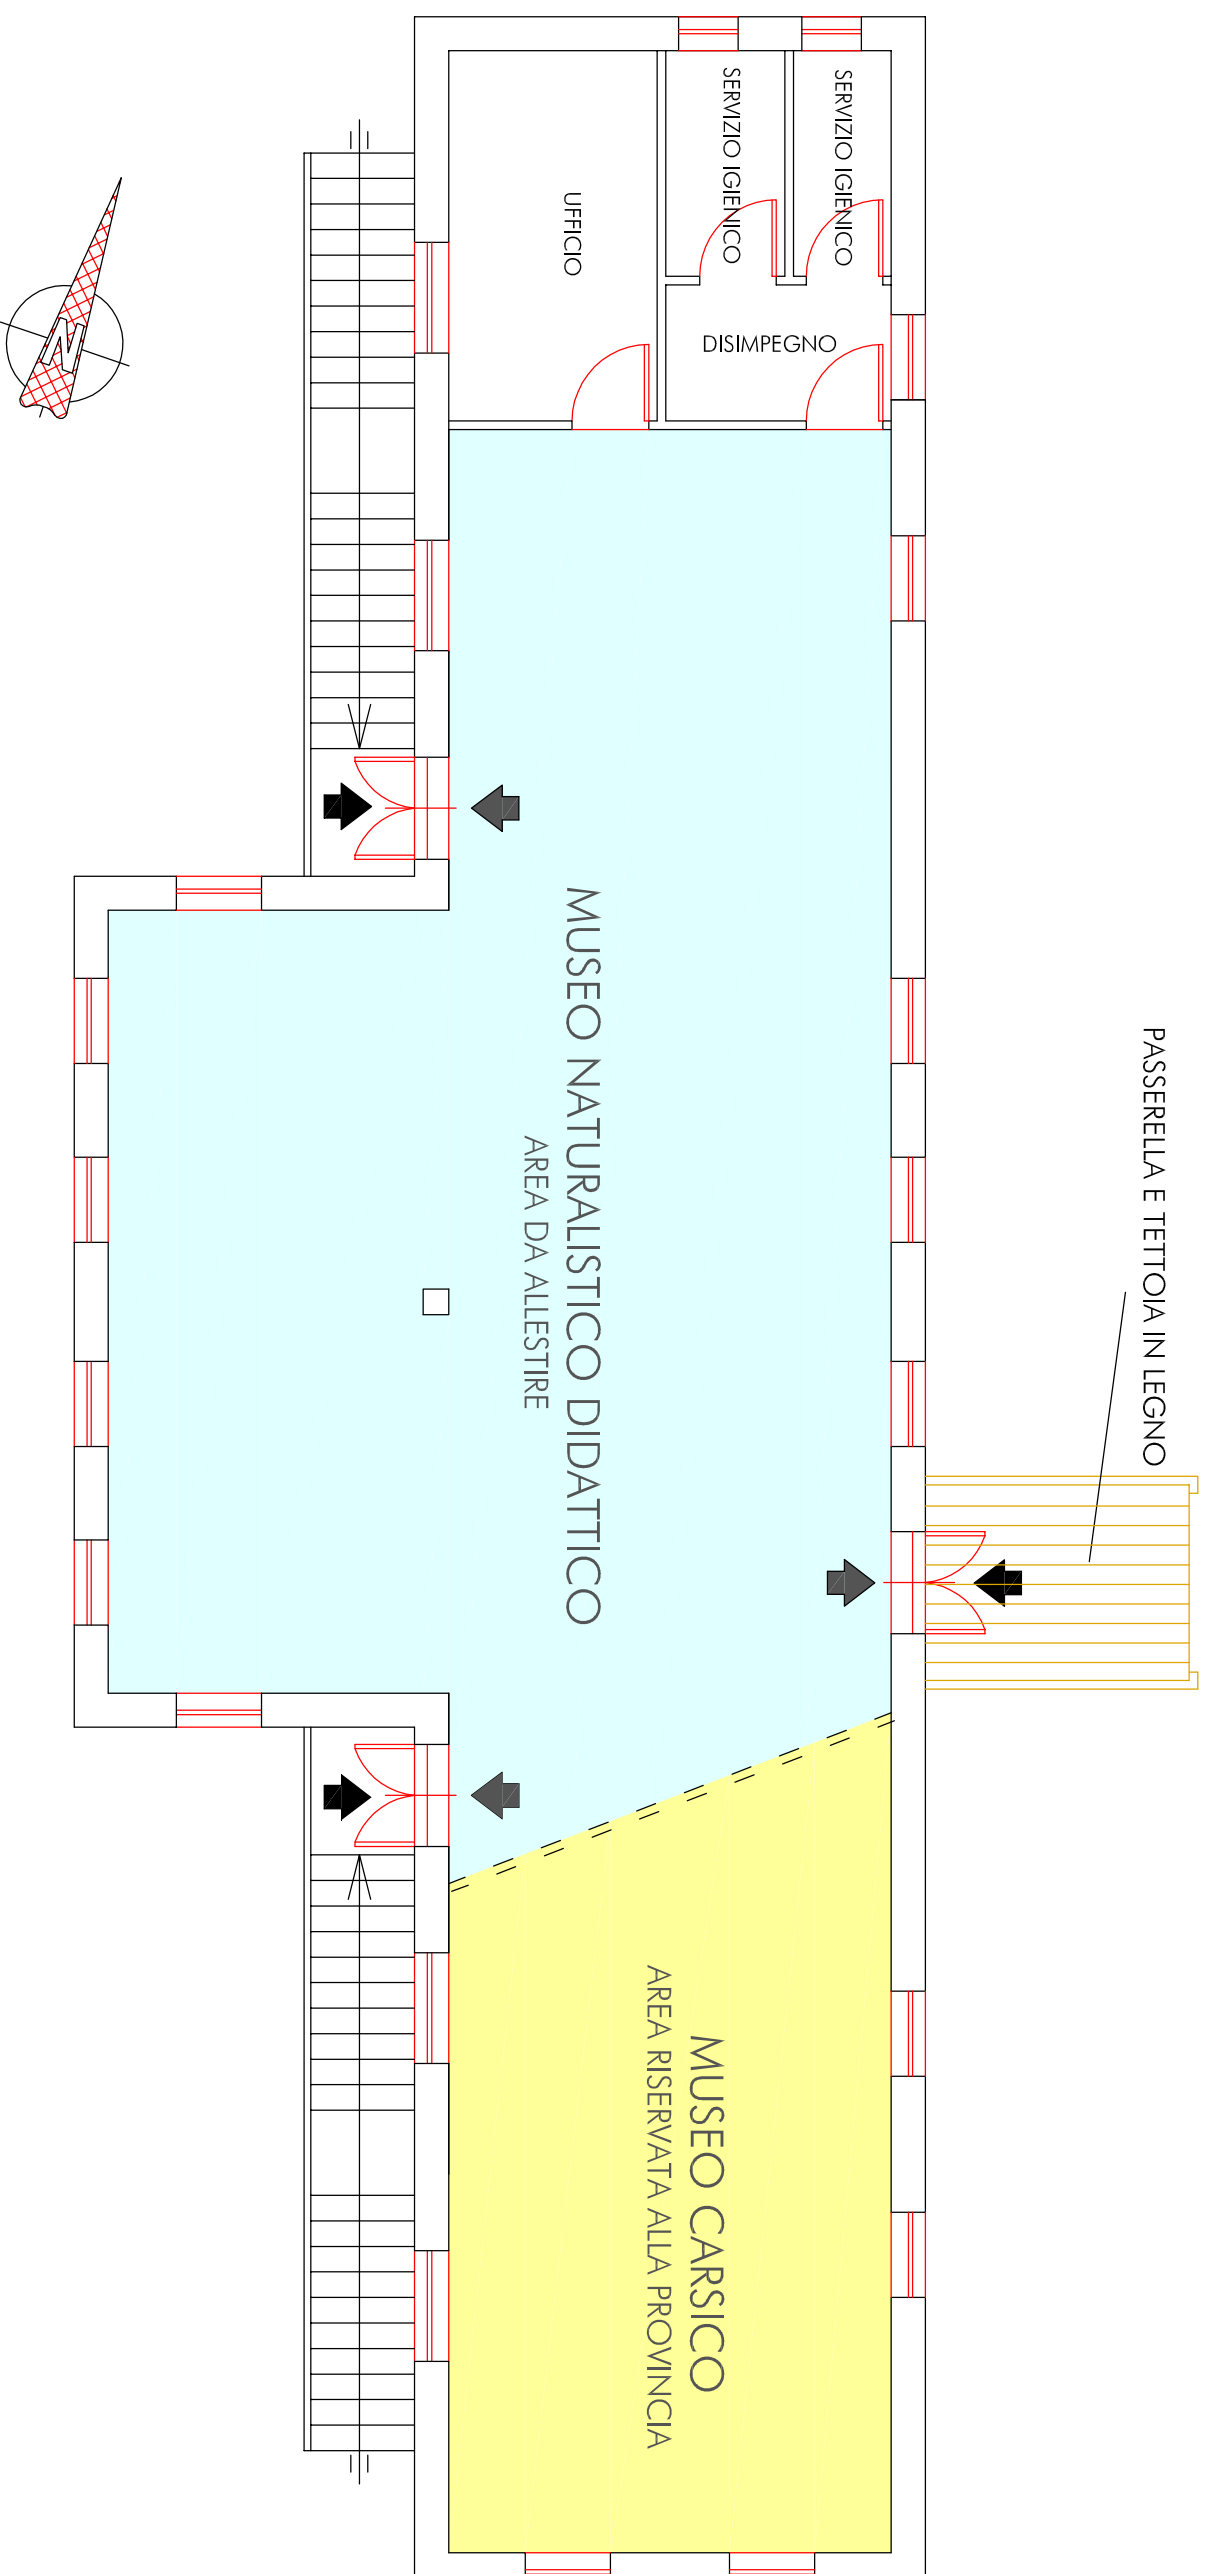 SERVIZIO IGIENICO
SERVIZIO IGIENICO
UFFICIO
DISIMPEGNO
N
PASSERELLA E TETTOIA IN LEGNO
MUSEO NATURALISTICO DIDATTICO
AREA DA ALLESTIRE
MUSEO CARSICO
AREA RISERVATA ALLA PROVINCIA